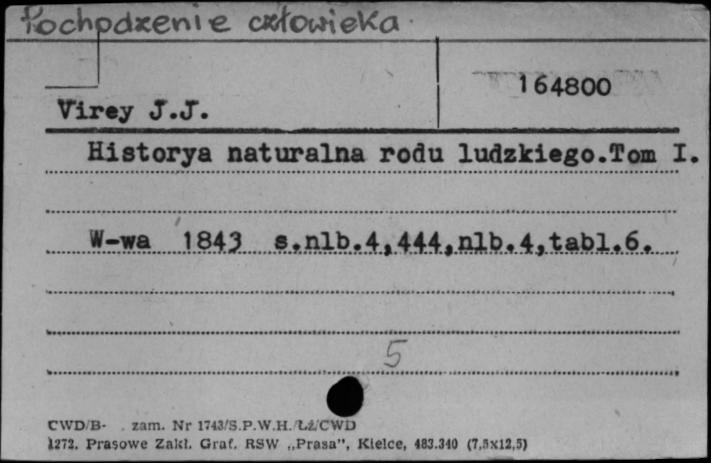 Pochodzenie człowieka
164800
Virey J.J.
Historya naturalna rodu ludzkiego.Tom I.
W-wa 1843 s.nlb.4,444,nlb.4,tabl.6.
5
CWD/B- . zam. Nr 1743/S.P.W.H./ŁŻ/CWD
1272. Prasowe Zakł. Graf. RSW „Prasa”, Kielce, 483.340 (7,5x12,5)